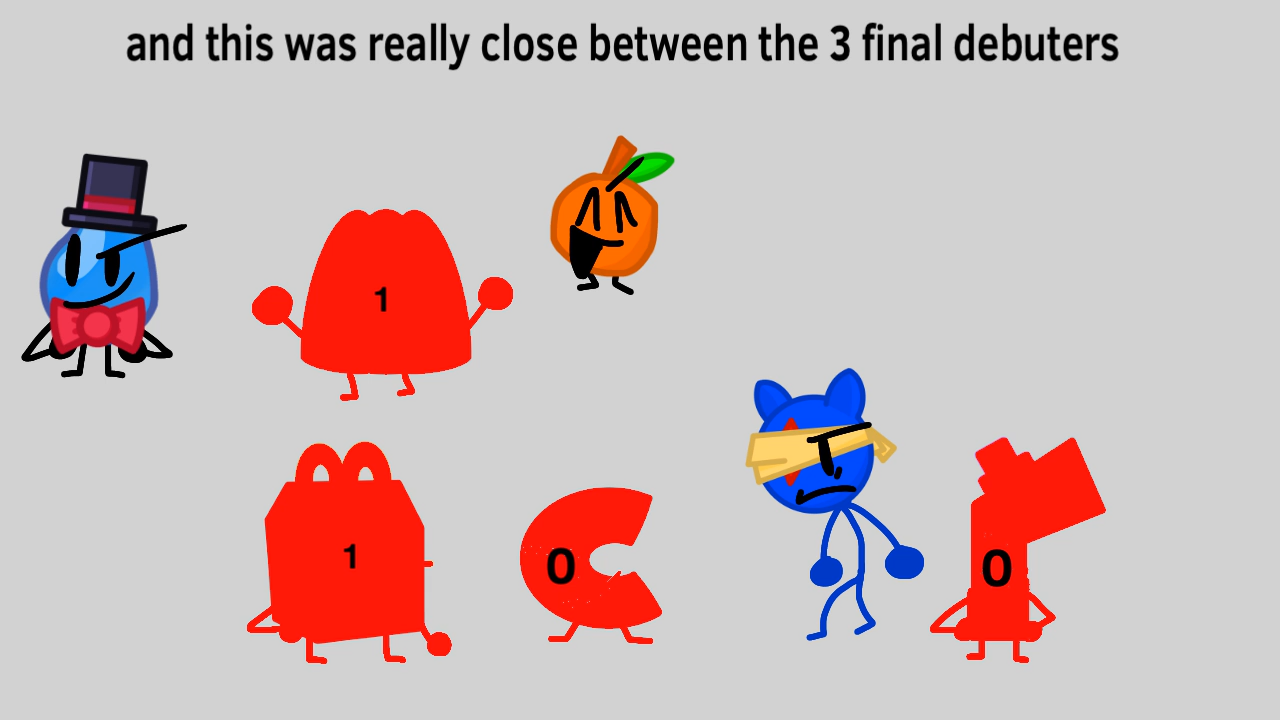 and this was really close between the 3 final debuters
1
1
0
0